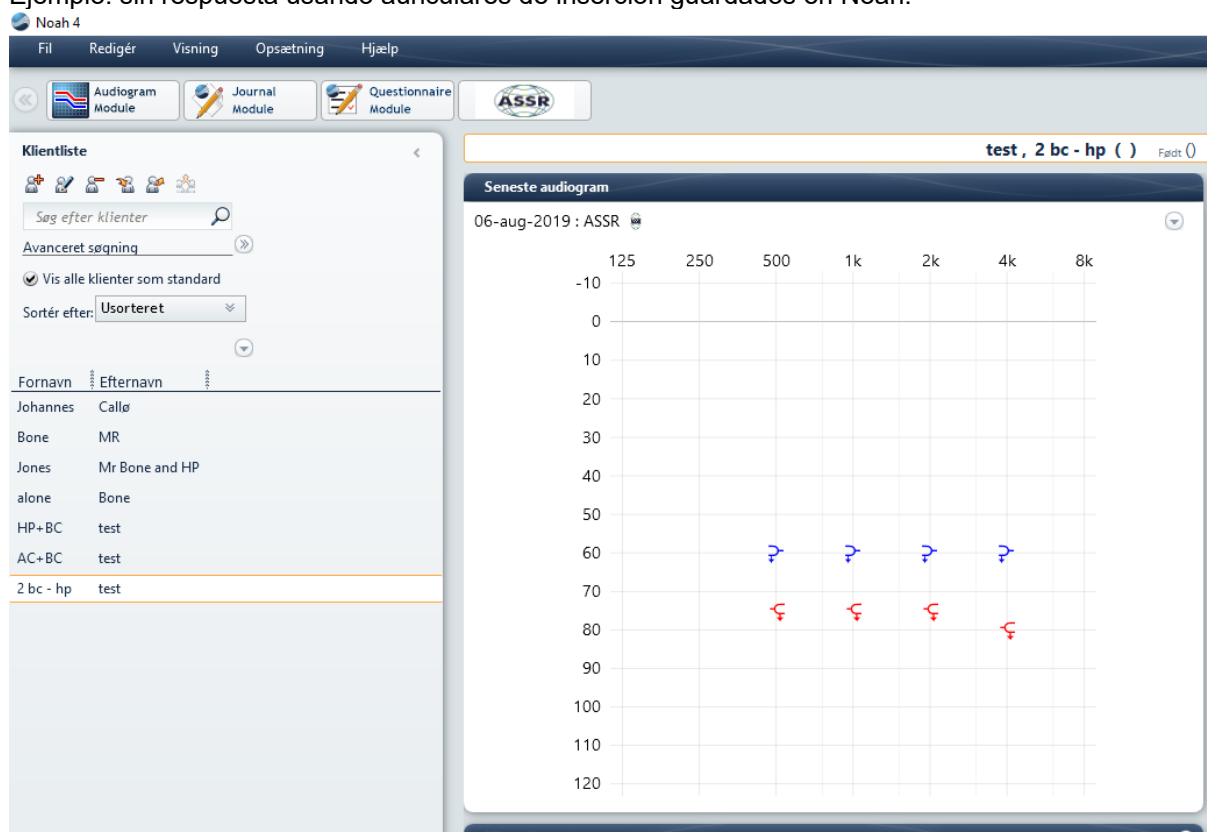 Ejemplo: sin respuesta usando auriculares de inserción guardados en Noah.
Noah 4
Fil Redigér Visning Opsætning Hjælp
Audiogram Module
Journal Module
Questionnaire Module
ASSR
Klientliste
test , 2 bc - hp ( ) Født ()
Søg efter klienter
Avanceret søgning
Vis alle klienter som standard
Sortér efter: Usorteret
Fornavn Efternavn
Johannes Callø
Bone MR
Jones Mr Bone and HP
alone Bone
HP+BC test
AC+BC test
2 bc - hp test
Seneste audiogram
06-aug-2019 : ASSR
125 250 500 1k 2k 4k 8k
-10
0
10
20
30
40
50
60
70
80
90
100
110
120